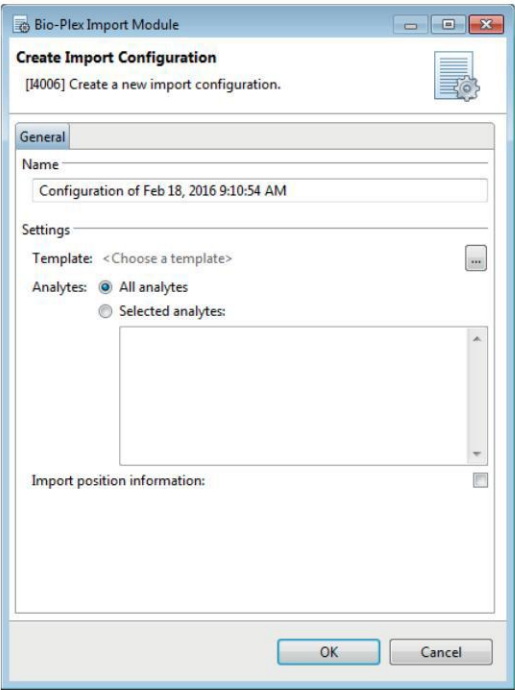 Bio-Plex Import Module
Create Import Configuration
[I4006] Create a new import configuration.
General
Name
Configuration of Feb 18, 2016 9:10:54 AM
Settings
Template: <Choose a template> ...
Analytes: All analytes
Selected analytes:
Import position information:
OK Cancel